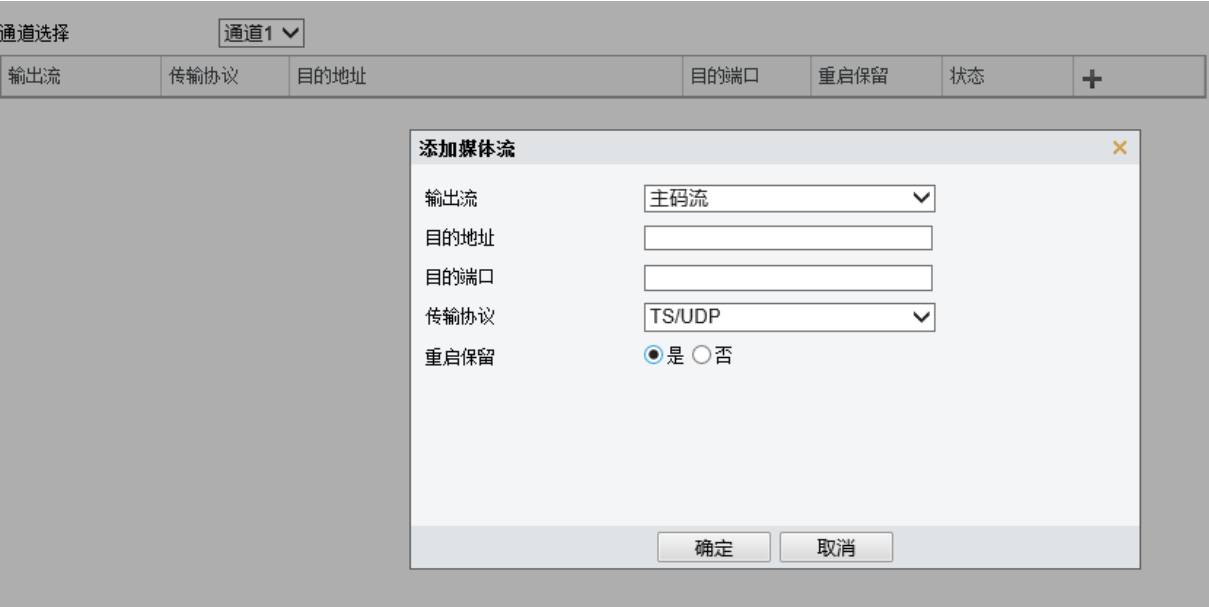 通道选择 通道1
输出流 传输协议 目的地址 目的端口 重启保留 状态 +
添加媒体流 ×
输出流 主码流
目的地址
目的端口
传输协议 TS/UDP
重启保留 是 否
确定 取消